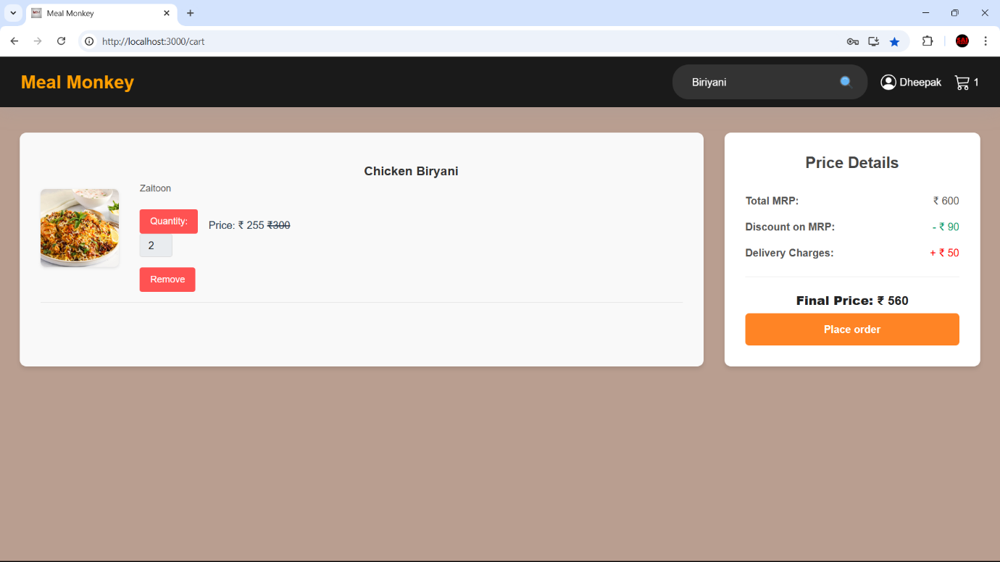 Meal Monkey
http://localhost:3000/cart
Meal Monkey
Biriyani
Dheepak
1
Chicken Biryani
Zaitoon
Quantity:
2
Price: ₹ 255 ₹300
Remove
Price Details
Total MRP: ₹ 600
Discount on MRP: - ₹ 90
Delivery Charges: + ₹ 50
Final Price: ₹ 560
Place order